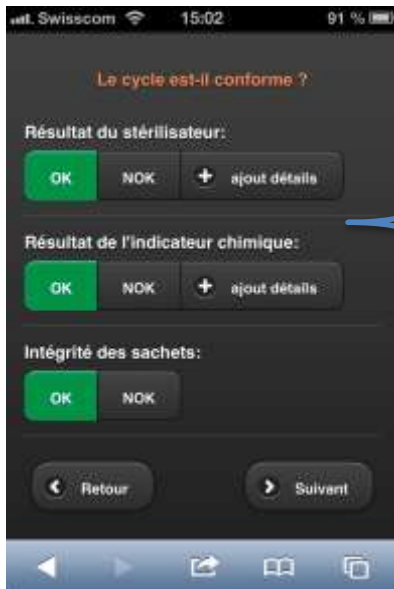 Swisscom 15:02 91 %
Le cycle est-il conforme ?
Résultat du stérilisateur:
OK NOK ajout détails
Résultat de l'indicateur chimique:
OK NOK ajout détails
Intégrité des sachets:
OK NOK
Retour Suivant